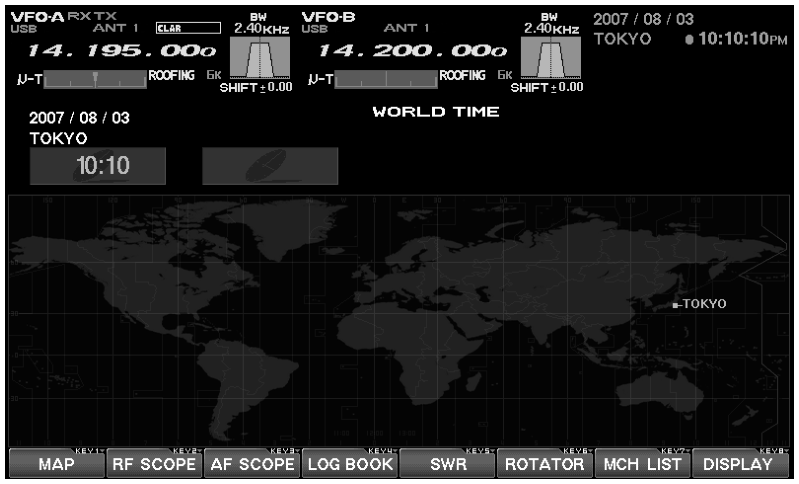 VFO-A RX TX
USB ANT 1 CLAR
14. 195. 000
μ-T ROOFING 6K
BW
2.40KHz
SHIFT ± 0.00
VFO-B
USB ANT 1
14. 200. 000
μ-T ROOFING 6K
BW
2.40KHz
SHIFT ± 0.00
2007 / 08 / 03
TOKYO 10:10:10PM
WORLD TIME
2007 / 08 / 03
TOKYO
10:10
TOKYO
KEY1 KEY2 KEY3 KEY4 KEY5 KEY6 KEY7 KEY8
MAP RF SCOPE AF SCOPE LOG BOOK SWR ROTATOR MCH LIST DISPLAY